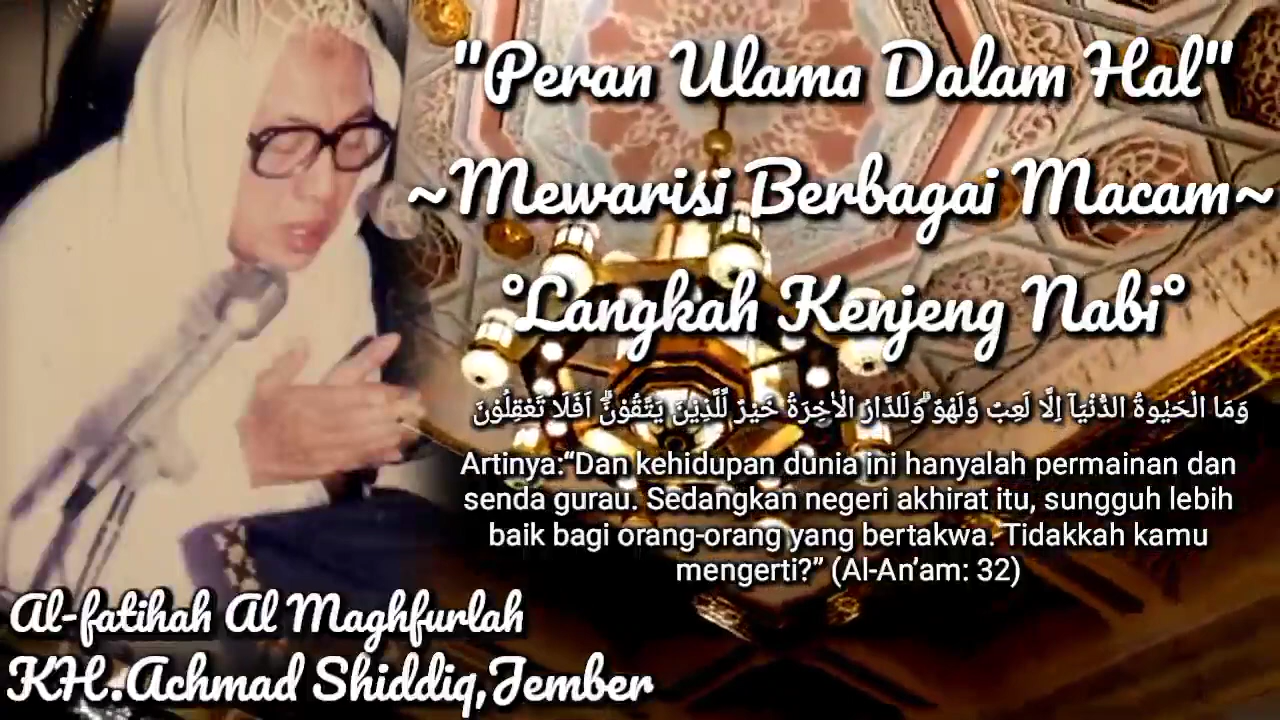 "Peran Ulama Dalam Hal"
~Mewarisi Berbagai Macam~
°Langkah Kenjeng Nabi°
وَمَا الْحَيٰوةُ الدُّنْيَآ اِلَّا لَعِبٌ وَّلَهْوٌ ۗوَلَلدَّارُ الْاٰخِرَةُ خَيْرٌ لِّلَّذِيْنَ يَتَّقُوْنَۗ اَفَلَا تَعْقِلُوْنَ
Artinya:“Dan kehidupan dunia ini hanyalah permainan dan
senda gurau. Sedangkan negeri akhirat itu, sungguh lebih
baik bagi orang-orang yang bertakwa. Tidakkah kamu
mengerti?” (Al-An’am: 32)
Al-fatihah Al Maghfurlah
KH.Achmad Shiddiq,Jember